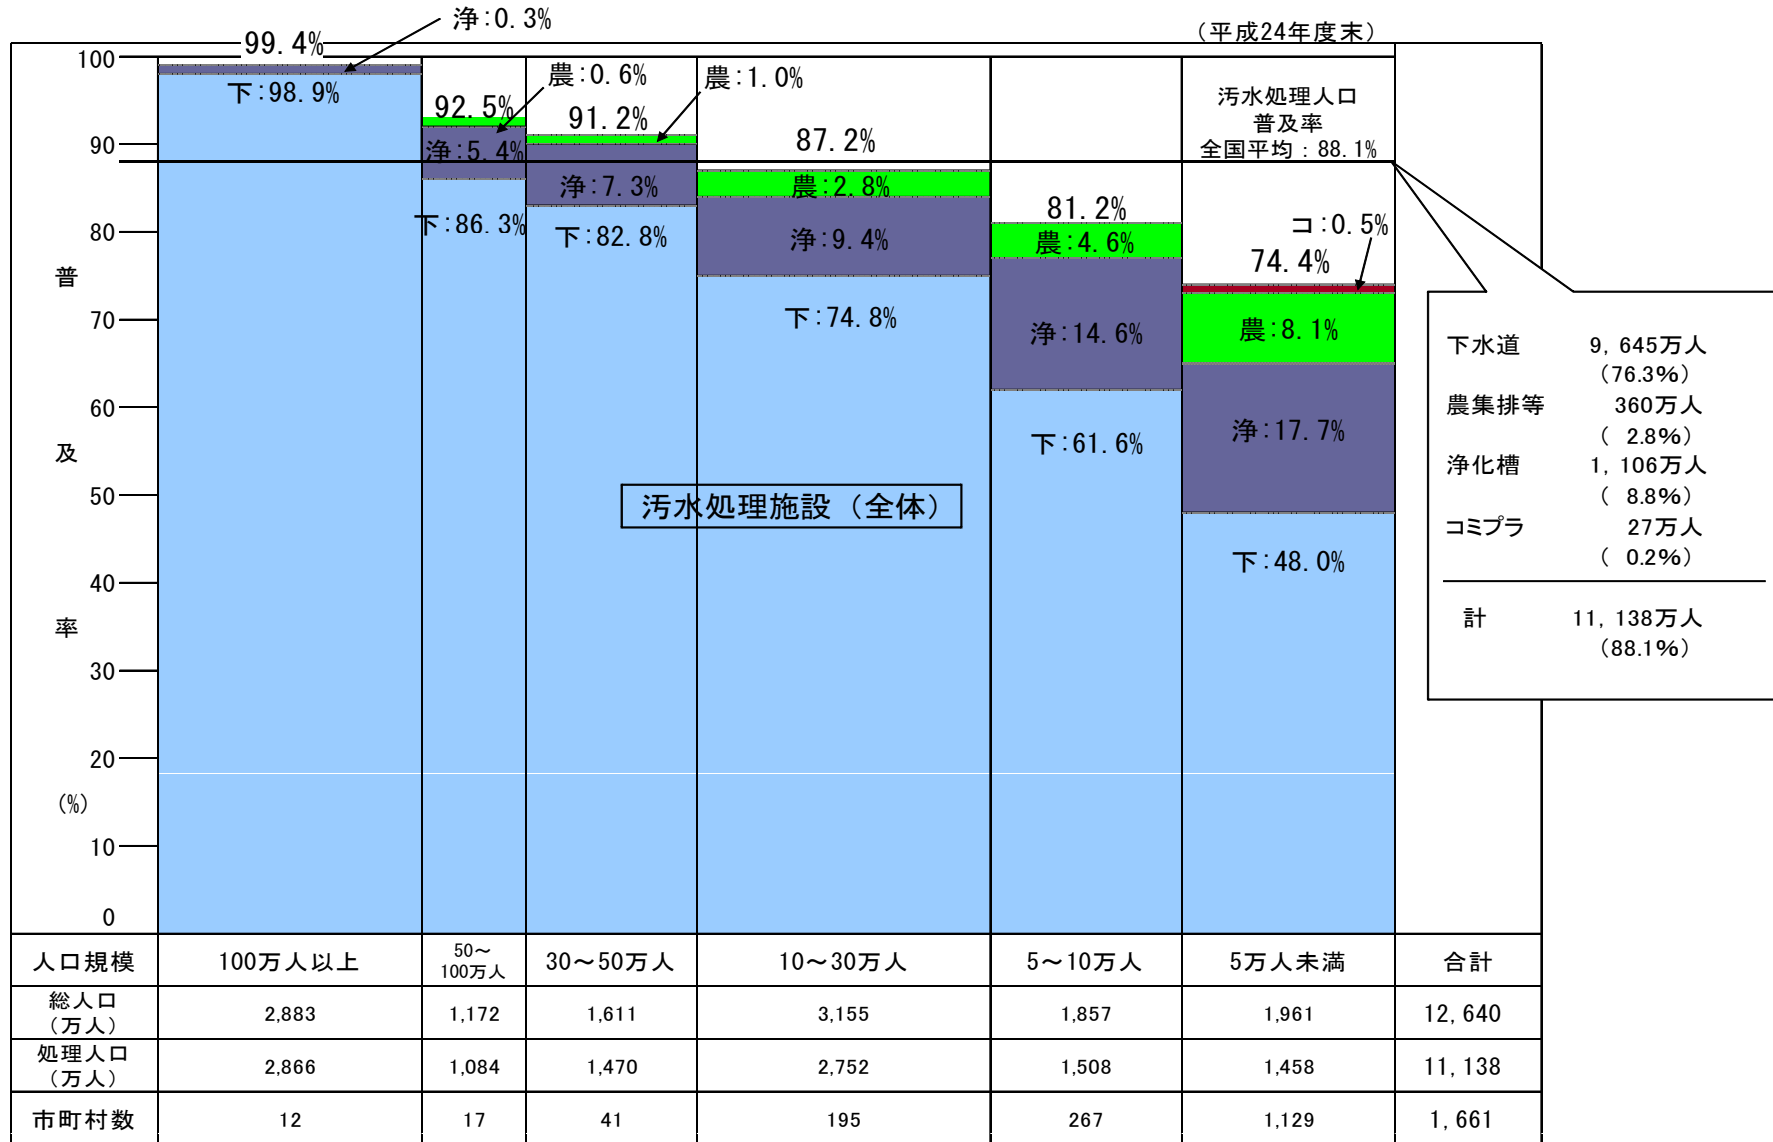 浄:0.3%
(平成24年度末)
99.4%
100
下:98.9%
農:0.6%
農:1.0%
92.5%
91.2%
87.2%
汚水処理人口
普及率
全国平均:88.1%
90
浄:5.4%
浄:7.3%
農:2.8%
81.2%
コ:0.5%
80
下:86.3%
下:82.8%
浄:9.4%
農:4.6%
74.4%
普
70
下:74.8%
浄:14.6%
農:8.1%
下水道 9,645万人
(76.3%)
農集排等 360万人
( 2.8%)
浄化槽 1,106万人
( 8.8%)
コミプラ 27万人
( 0.2%)
計 11,138万人
(88.1%)
60
下:61.6%
浄:17.7%
及
50
汚水処理施設(全体)
下:48.0%
40
率
30
20
(%)
10
0
人口規模 100万人以上 50～100万人 30～50万人 10～30万人 5～10万人 5万人未満 合計
総人口
(万人) 2,883 1,172 1,611 3,155 1,857 1,961 12,640
処理人口
(万人) 2,866 1,084 1,470 2,752 1,508 1,458 11,138
市町村数 12 17 41 195 267 1,129 1,661